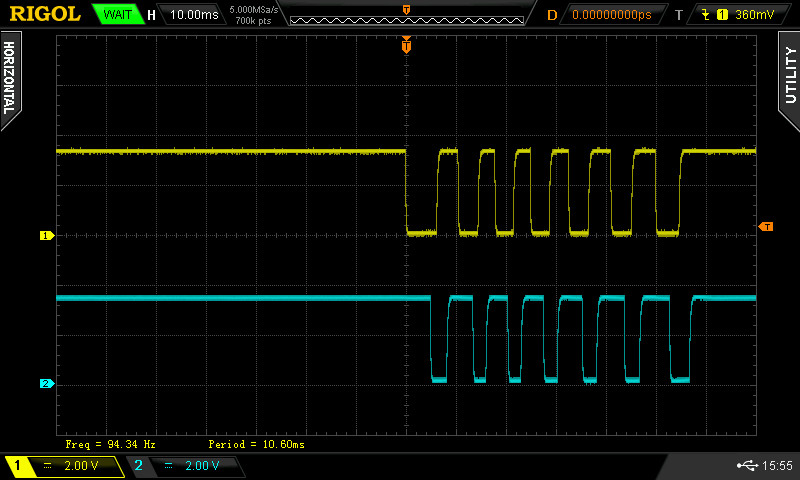 RIGOL WAIT H 10.00ms 5.000MSa/s 700k pts T D 0.00000000ps T 1 360mV
HORIZONTAL
UTILITY
T
1
T
2
Freq = 94.34 Hz Period = 10.60ms
1 2.00 V 2 2.00 V 15:55